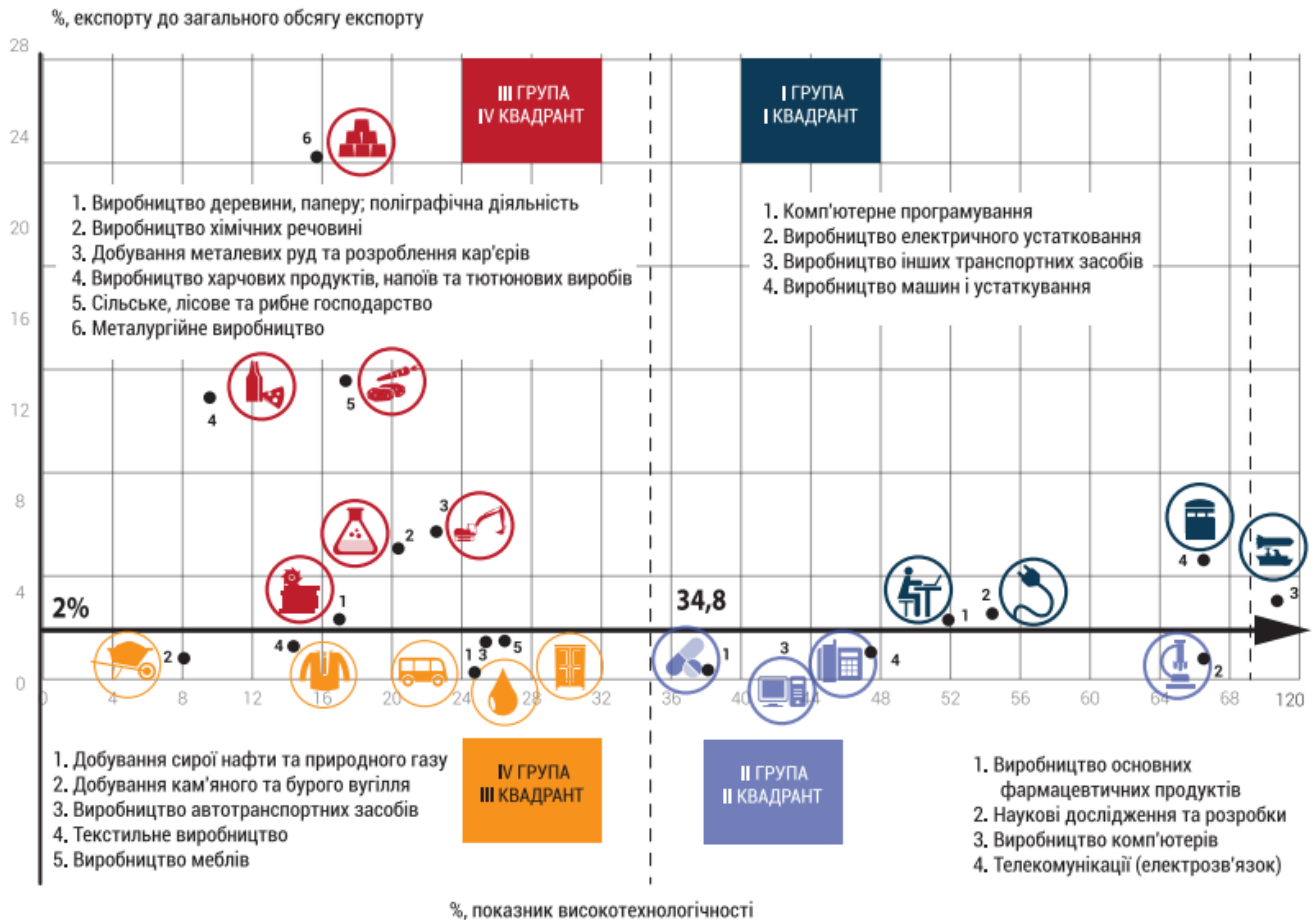 %, експорту до загального обсягу експорту
28
24
20
16
12
8
4
0
III ГРУПА
IV КВАДРАНТ
I ГРУПА
I КВАДРАНТ
6
1. Виробництво деревини, паперу; поліграфічна діяльність
2. Виробництво хімічних речовині
3. Добування металевих руд та розроблення кар'єрів
4. Виробництво харчових продуктів, напоїв та тютюнових виробів
5. Сільське, лісове та рибне господарство
6. Металургійне виробництво
1. Комп'ютерне програмування
2. Виробництво електричного устатковання
3. Виробництво інших транспортних засобів
4. Виробництво машин і устаткування
4
5
3
2
1
4
3
2
1
2%
34,8
2
4
1
3
5
1
3
4
2
0
4
8
12
16
20
24
28
32
36
40
44
48
52
56
60
64
68
120
IV ГРУПА
III КВАДРАНТ
II ГРУПА
II КВАДРАНТ
1. Добування сирої нафти та природного газу
2. Добування кам'яного та бурого вугілля
3. Виробництво автотранспортних засобів
4. Текстильне виробництво
5. Виробництво меблів
1. Виробництво основних
фармацевтичних продуктів
2. Наукові дослідження та розробки
3. Виробництво комп'ютерів
4. Телекомунікації (електрозв'язок)
%, показник високотехнологічності